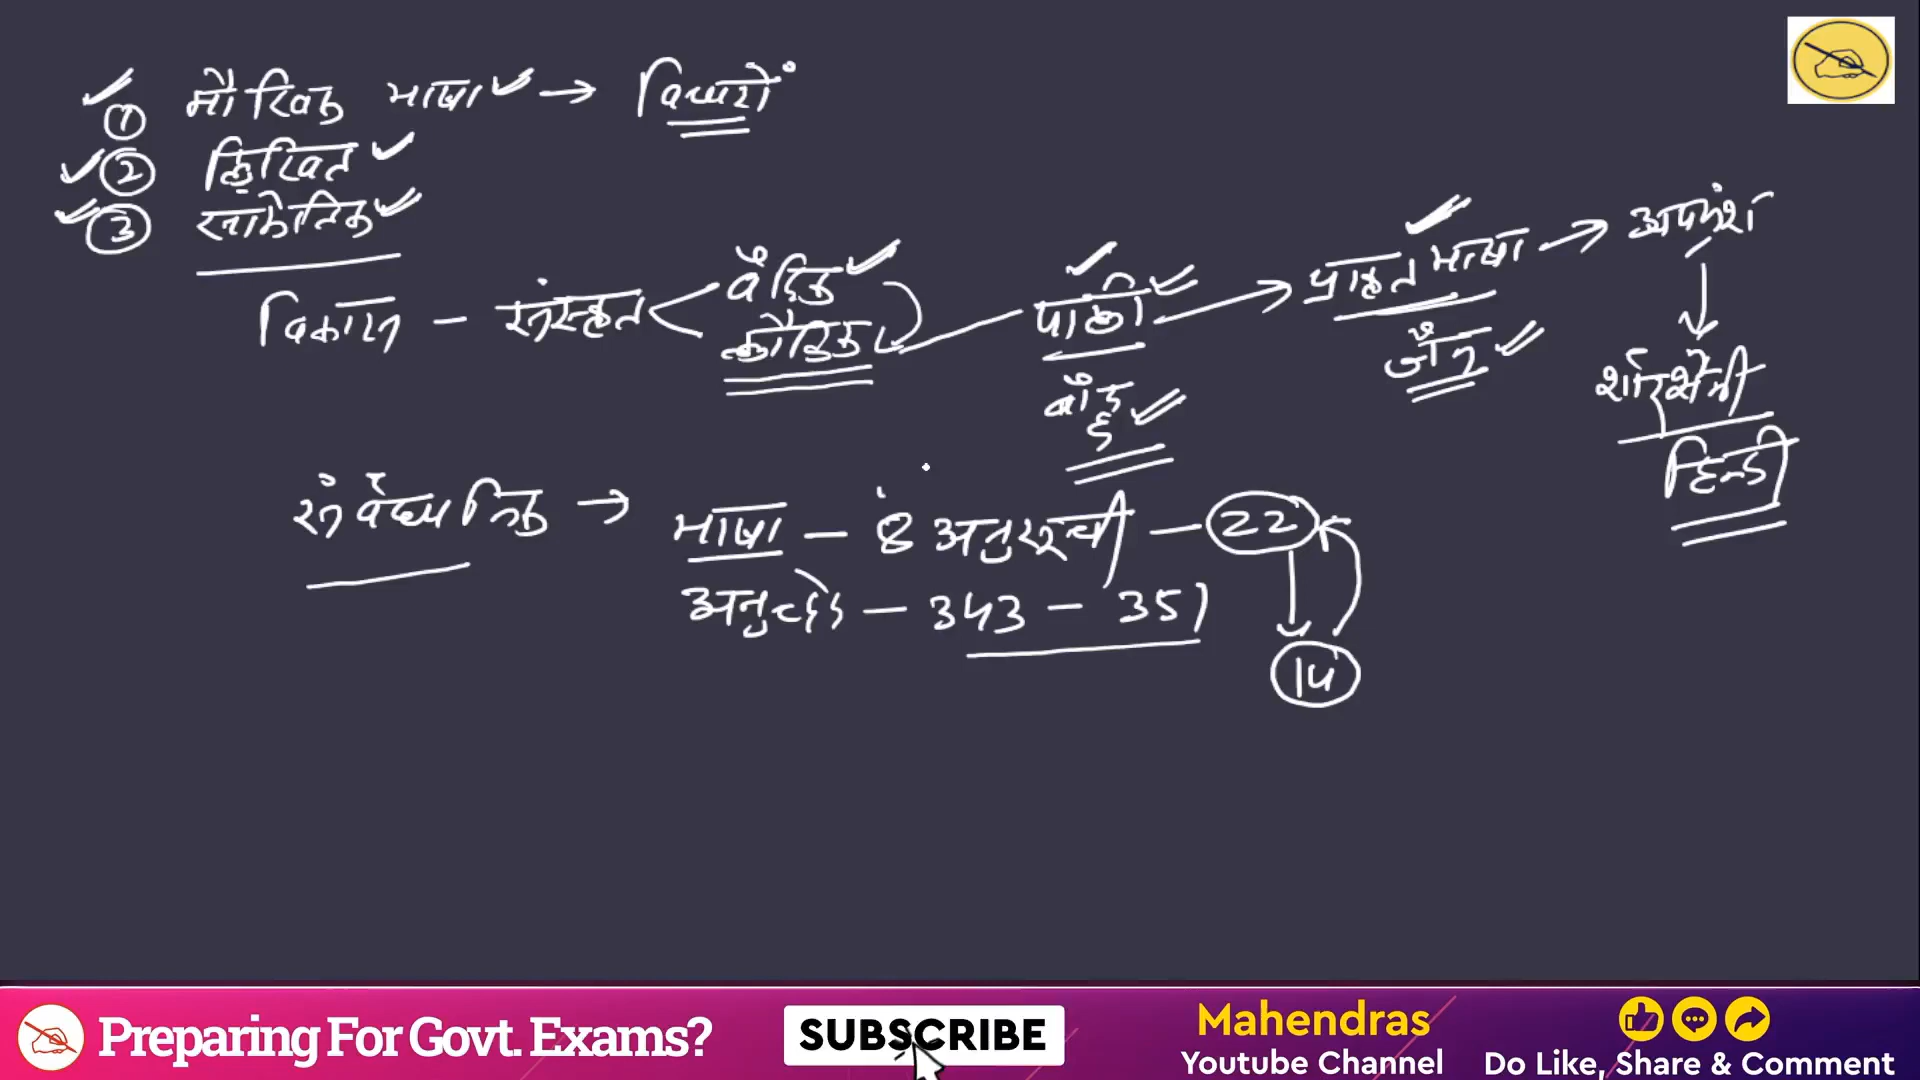 ① मौखिक भाषा → विचारों
② लिखित
③ सांकेतिक
विकास - संस्कृत < वैदिक लौकिक - पाली → प्राकृत भाषा → अपभ्रंश
बौद्ध जैन शौरसेनी
हिन्दी
संवैधानिक → भाषा - 8 अनुसूची - 22
अनुच्छेद - 343 - 351
14
Preparing For Govt. Exams? SUBSCRIBE Mahendras
Youtube Channel Do Like, Share & Comment